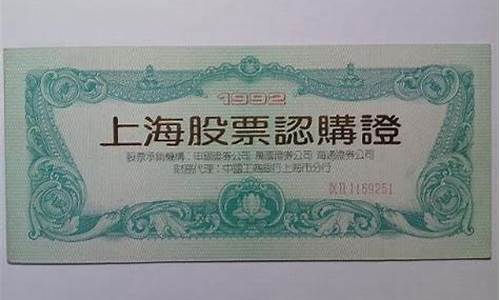 1992
上海股票認購證
股票承銷機構：申銀證券公司 萬國證券公司 海通證券公司
財務代理：中國工商銀行上海市分行
1169251